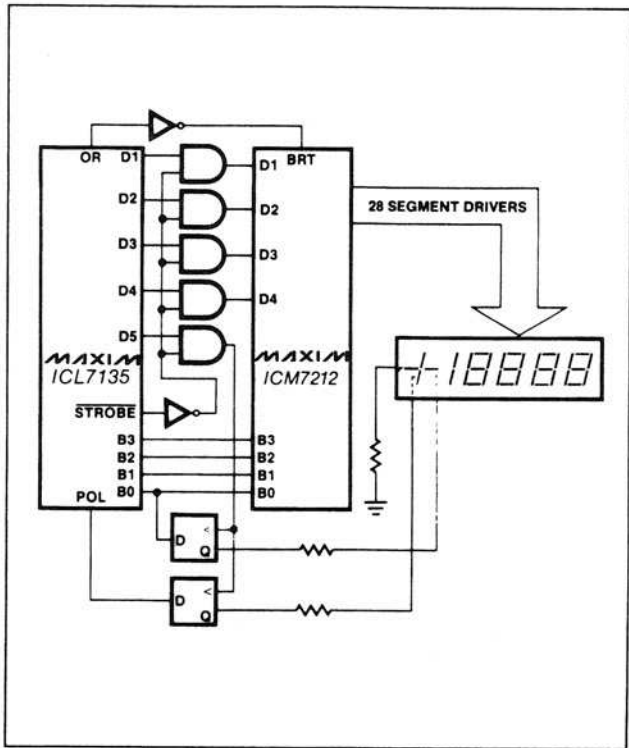 OR
D1
D2
D3
D4
D5
MAXIM
ICL7135
STROBE
B3
B2
B1
B0
POL
D1
BRT
D2
D3
D4
MAXIM
ICM7212
B3
B2
B1
B0
28 SEGMENT DRIVERS
+18888
D
<
Q
D
<
Q